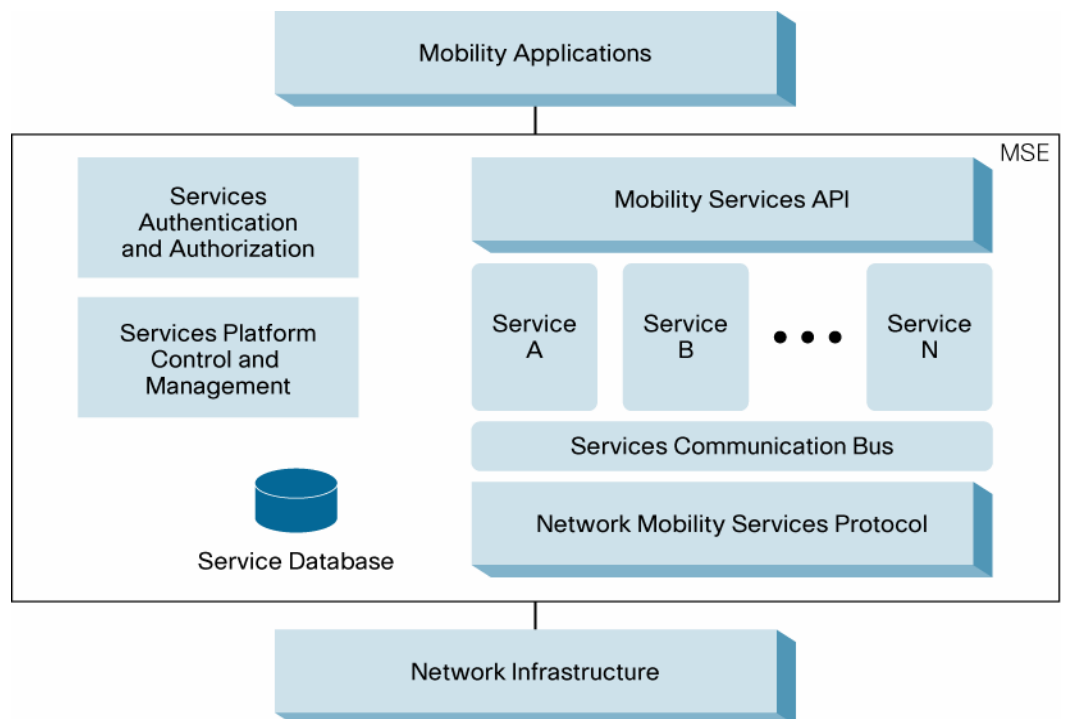 Mobility Applications
MSE
Services
Authentication
and Authorization
Mobility Services API
Services Platform
Control and
Management
Service
A
Service
B
Service
N
Services Communication Bus
Network Mobility Services Protocol
Service Database
Network Infrastructure